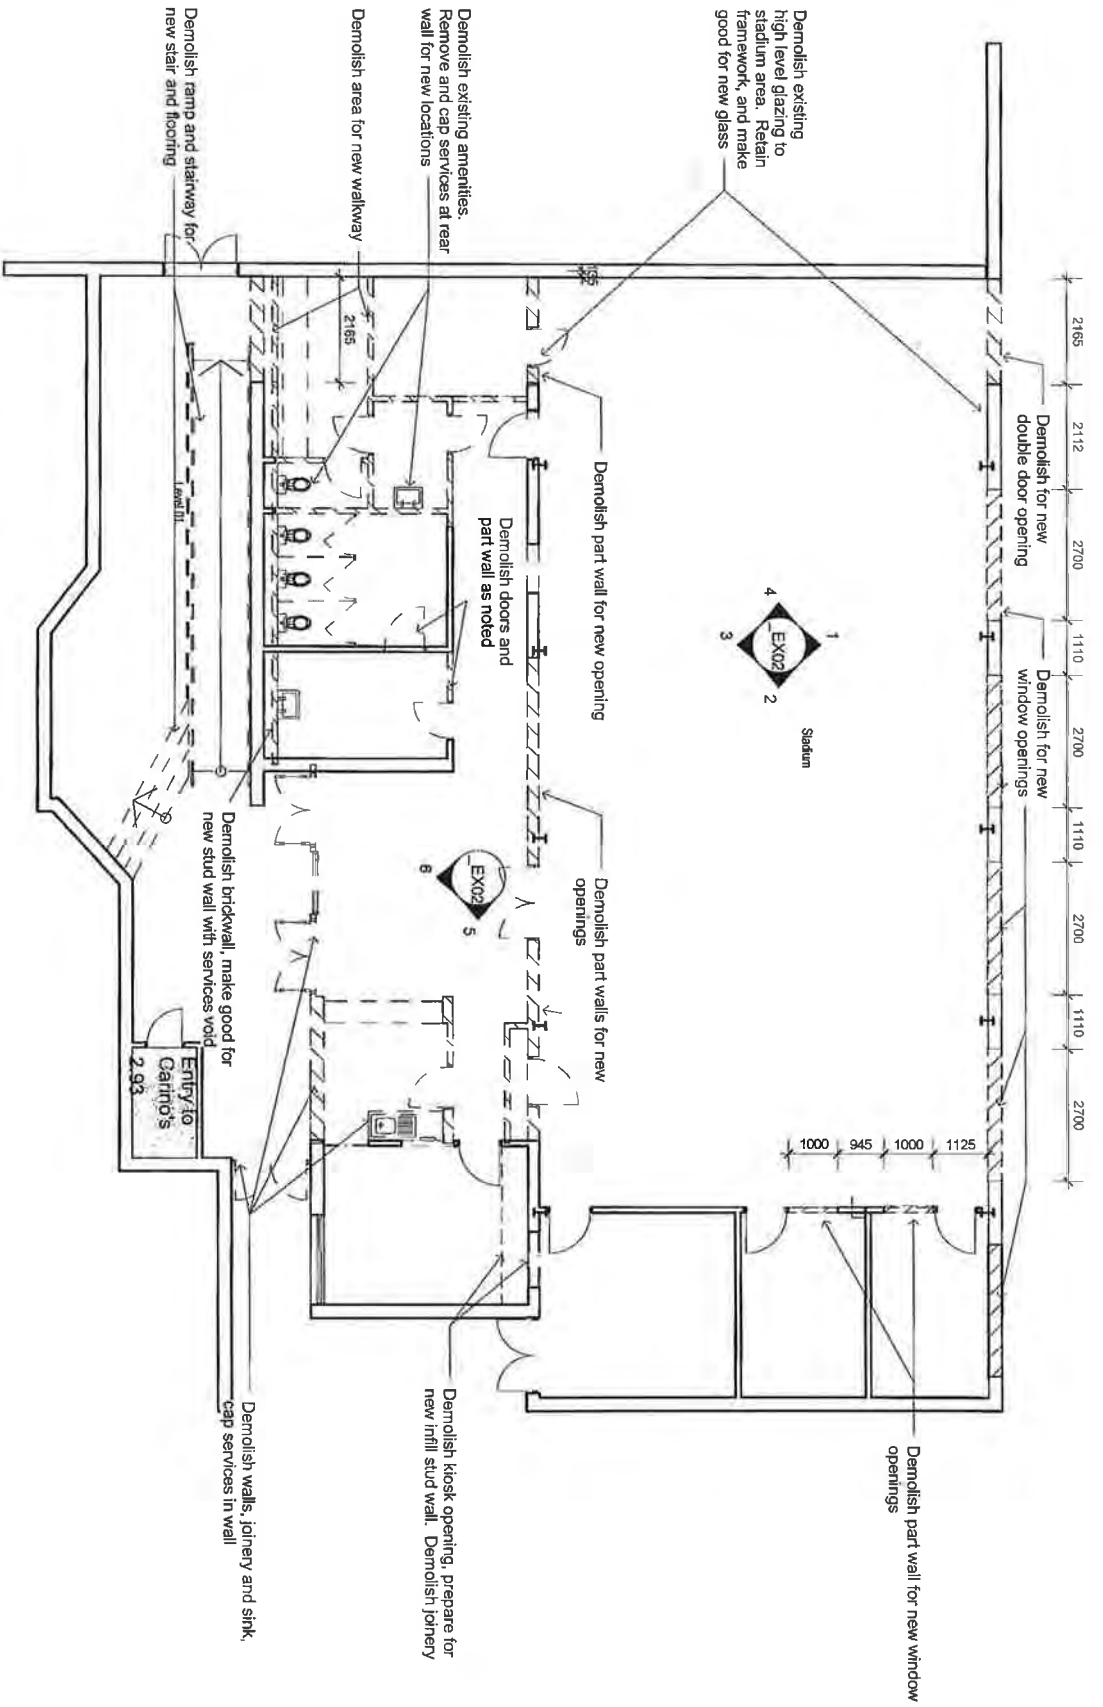 Demolish existing
high level glazing to
stadium area. Retain
framework, and make
good for new glass
Demolish existing amenities.
Remove and cap services at rear
wall for new locations
Demolish area for new walkway
Demolish ramp and stairway for
new stair and flooring
2165
2112
2700
1110
2700
1110
2700
1110
2700
Demolish for new
double door opening
Demolish for new
window openings
1
2
3
4
_EX02
Stadium
2165
Demolish part wall for new opening
Demolish doors and
part wall as noted
Demolish part walls for new
openings
_EX02
5
6
Level 01
Demolish brickwall, make good for
new stud wall with services void
Entry to
Carino's
2.93
1000
945
1000
1125
Demolish part wall for new window
openings
Demolish kiosk opening, prepare for
new infill stud wall. Demolish joinery
Demolish walls, joinery and sink,
cap services in wall